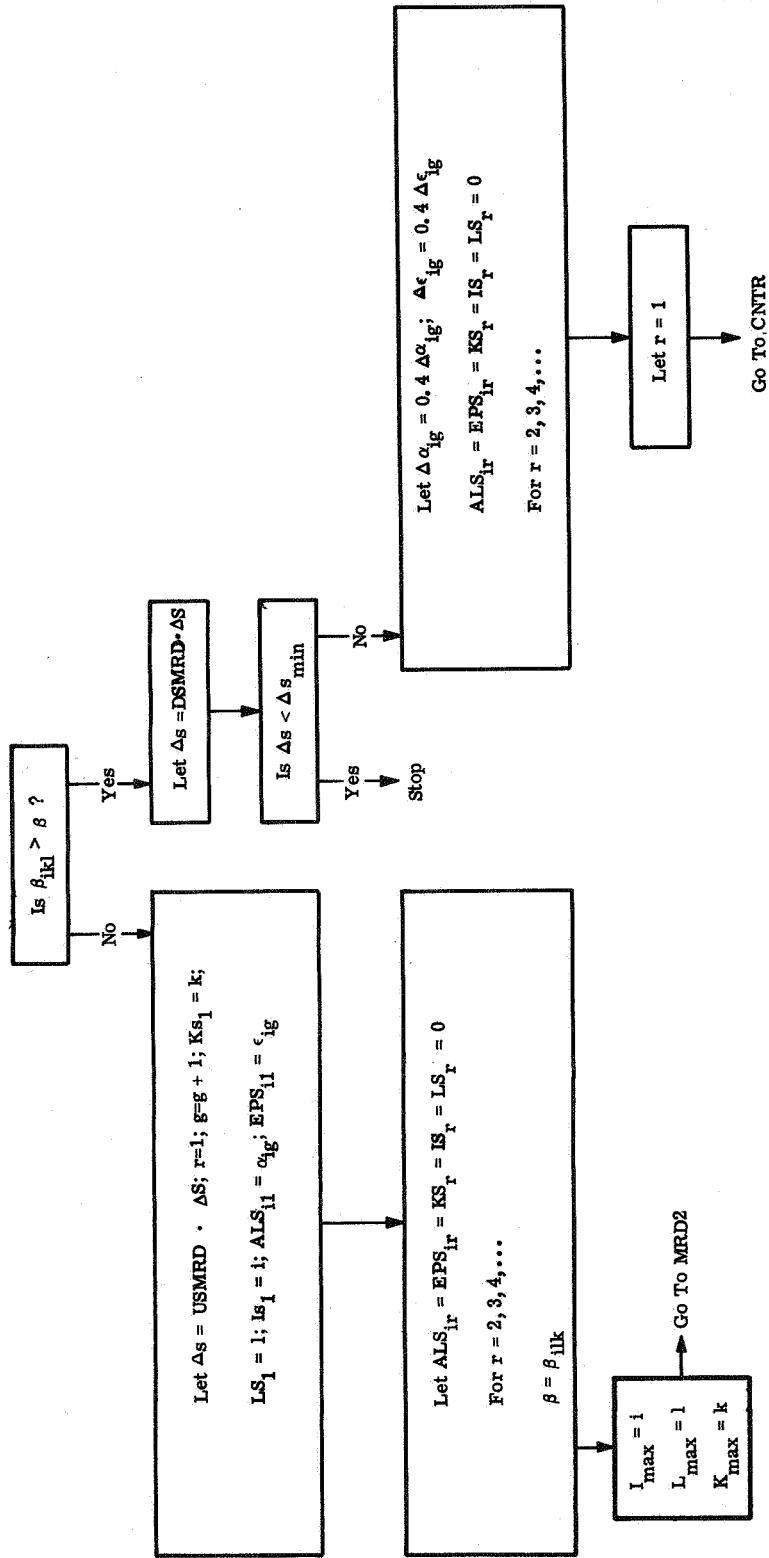 Is β_ikl > β ?
No
Yes
Let Δs = USMRD · ΔS; r=1; g=g + 1; Ks_1 = k;
LS_1 = l; Is_1 = i; ALS_i1 = α_ig; EPS_i1 = ϵ_ig
Let ALS_ir = EPS_ir = KS_r = IS_r = LS_r = 0
For r = 2, 3, 4,...
β = β_ilk
I_max = i
L_max = l
K_max = k
Go To MRD2
Let Δs =DSMRD·ΔS
Is Δs < Δs_min
Yes
No
Stop
Let Δα_ig = 0.4 Δα_ig; Δϵ_ig = 0.4 Δϵ_ig
ALS_ir = EPS_ir = KS_r = IS_r = LS_r = 0
For r = 2, 3, 4,...
Let r = 1
Go To CNTR